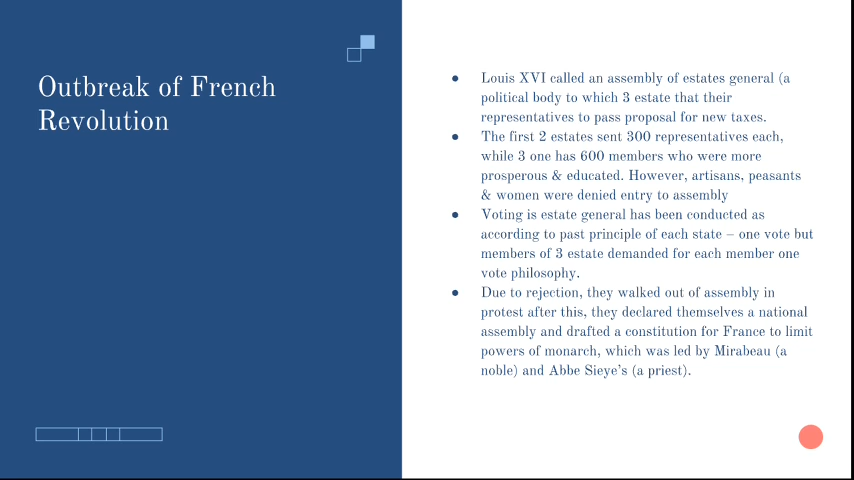 Outbreak of French
Revolution
● Louis XVI called an assembly of estates general (a
political body to which 3 estate that their
representatives to pass proposal for new taxes.
● The first 2 estates sent 300 representatives each,
while 3 one has 600 members who were more
prosperous & educated. However, artisans, peasants
& women were denied entry to assembly
● Voting is estate general has been conducted as
according to past principle of each state – one vote but
members of 3 estate demanded for each member one
vote philosophy.
● Due to rejection, they walked out of assembly in
protest after this, they declared themselves a national
assembly and drafted a constitution for France to limit
powers of monarch, which was led by Mirabeau (a
noble) and Abbe Sieye's (a priest).